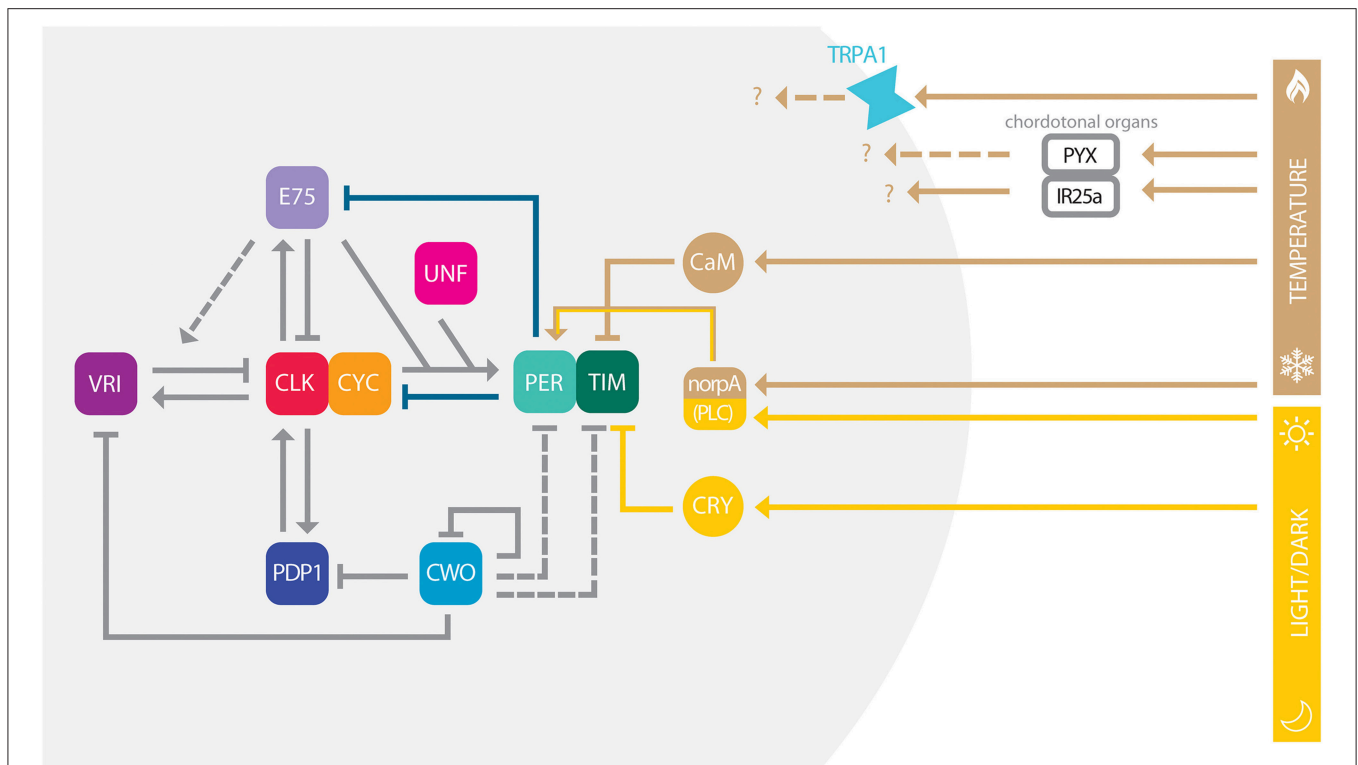 TRPA1
?
chordotonal organs
?
PYX
?
IR25a
E75
UNF
CaM
TEMPERATURE
VRI
CLK
CYC
PER
TIM
norpA
(PLC)
CRY
PDP1
CWO
LIGHT/DARK